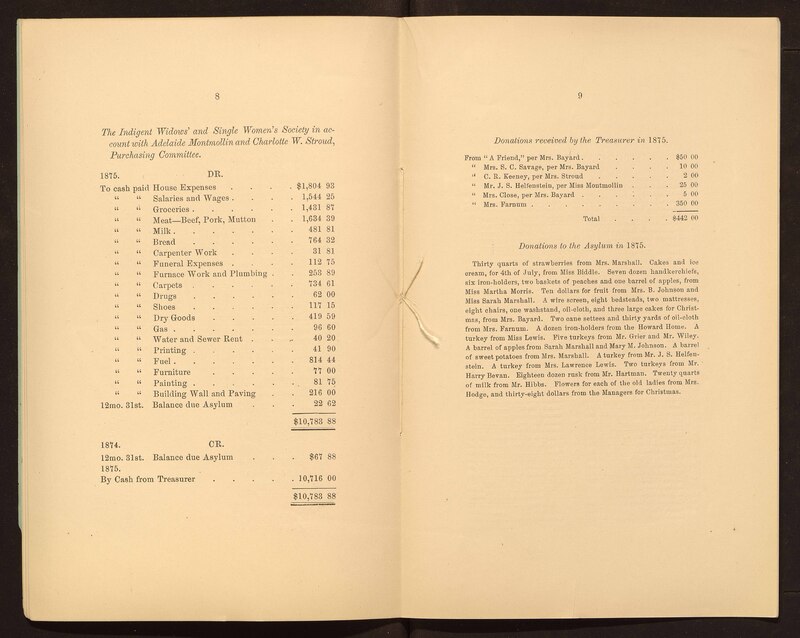 8
The Indigent Widows' and Single Women's Society in ac-
count with Adelaide Montmollin and Charlotte W. Stroud,
Purchasing Committee.
1875. DR.
To cash paid House Expenses . . . . $1,804 93
" " Salaries and Wages . . . . 1,544 25
" " Groceries . . . . . . 1,431 87
" " Meat—Beef, Pork, Mutton . . 1,634 39
" " Milk . . . . . . . 481 81
" " Bread . . . . . . 764 32
" " Carpenter Work . . . . 31 81
" " Funeral Expenses . . . . 112 75
" " Furnace Work and Plumbing . . 253 89
" " Carpets . . . . . . 734 61
" " Drugs . . . . . . 62 00
" " Shoes . . . . . . 117 15
" " Dry Goods . . . . . 419 59
" " Gas . . . . . . . 96 60
" " Water and Sewer Rent . . . 40 20
" " Printing . . . . . . 41 90
" " Fuel . . . . . . . 814 44
" " Furniture . . . . . 77 00
" " Painting . . . . . . 81 75
" " Building Wall and Paving . . 216 00
12mo. 31st. Balance due Asylum . . . 22 62
$10,783 88
1874. CR.
12mo. 31st. Balance due Asylum . . . $67 88
1875.
By Cash from Treasurer . . . . . 10,716 00
$10,783 88
9
Donations received by the Treasurer in 1875.
From "A Friend," per Mrs. Bayard . . . . . . $50 00
" Mrs. S. C. Savage, per Mrs. Bayard . . . . . 10 00
" C. R. Keeney, per Mrs. Stroud . . . . . 2 00
" Mr. J. S. Helfenstein, per Miss Montmollin . . . 25 00
" Mrs. Close, per Mrs. Bayard . . . . . . 5 00
" Mrs. Farnum . . . . . . . . 350 00
Total . . . . $442 00
Donations to the Asylum in 1875.
Thirty quarts of strawberries from Mrs. Marshall. Cakes and ice
cream, for 4th of July, from Miss Biddle. Seven dozen handkerchiefs,
six iron-holders, two baskets of peaches and one barrel of apples, from
Miss Martha Morris. Ten dollars for fruit from Mrs. B. Johnson and
Miss Sarah Marshall. A wire screen, eight bedsteads, two mattresses,
eight chairs, one washstand, oil-cloth, and three large cakes for Christ-
mas, from Mrs. Bayard. Two cane settees and thirty yards of oil-cloth
from Mrs. Farnum. A dozen iron-holders from the Howard Home. A
turkey from Miss Lewis. Five turkeys from Mr. Grier and Mr. Wiley.
A barrel of apples from Sarah Marshall and Mary M. Johnson. A barrel
of sweet potatoes from Mrs. Marshall. A turkey from Mr. J. S. Helfen-
stein. A turkey from Mrs. Lawrence Lewis. Two turkeys from Mr.
Harry Bevan. Eighteen dozen rusk from Mr. Hartman. Twenty quarts
of milk from Mr. Hibbs. Flowers for each of the old ladies from Mrs.
Hodge, and thirty-eight dollars from the Managers for Christmas.